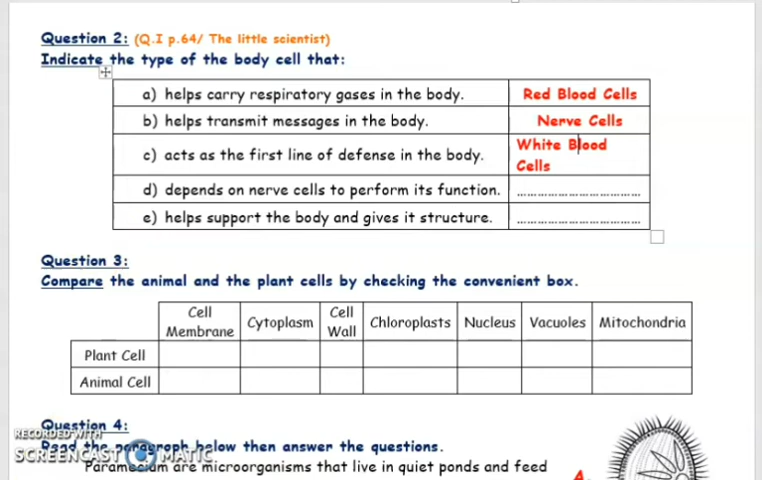 Question 2: (Q.I p.64/ The little scientist)
Indicate the type of the body cell that:
a) helps carry respiratory gases in the body. Red Blood Cells
b) helps transmit messages in the body. Nerve Cells
c) acts as the first line of defense in the body. White Blood Cells
d) depends on nerve cells to perform its function. ....................................
e) helps support the body and gives it structure. ....................................
Question 3:
Compare the animal and the plant cells by checking the convenient box.
Cell Membrane Cytoplasm Cell Wall Chloroplasts Nucleus Vacuoles Mitochondria
Plant Cell
Animal Cell
Question 4:
Read the paragraph below then answer the questions.
Paramecium are microorganisms that live in quiet ponds and feed
A.
RECORDED WITH
SCREENCAST MATIC